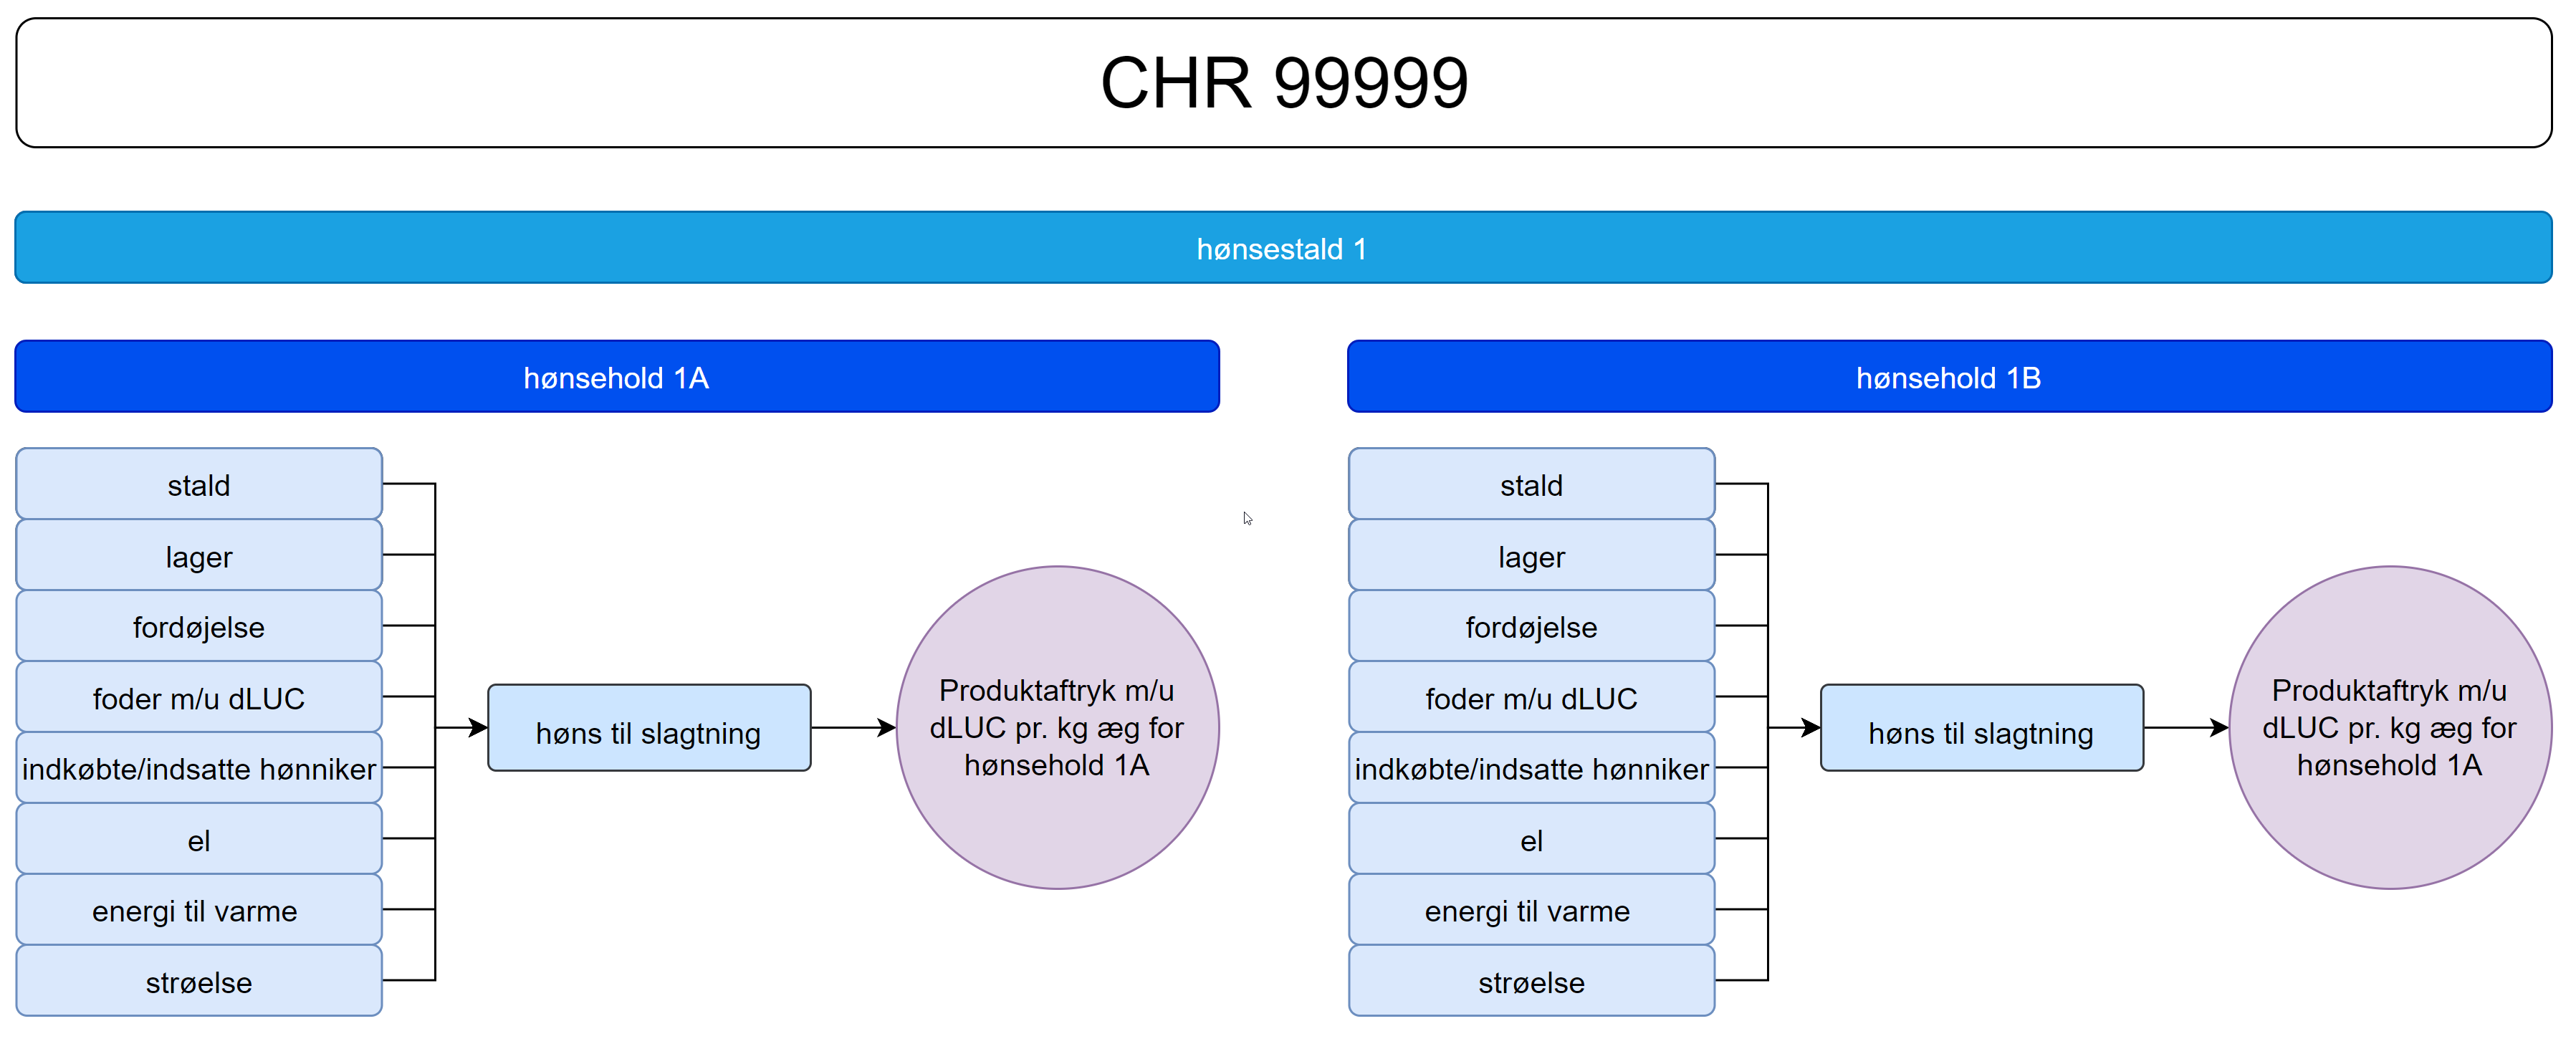 CHR 99999
hønsestald 1
hønsehold 1A
hønsehold 1B
stald
lager
fordøjelse
foder m/u dLUC
indkøbte/indsatte hønniker
el
energi til varme
strøelse
høns til slagtning
Produktaftryk m/u
dLUC pr. kg æg for
hønsehold 1A
stald
lager
fordøjelse
foder m/u dLUC
indkøbte/indsatte hønniker
el
energi til varme
strøelse
høns til slagtning
Produktaftryk m/u
dLUC pr. kg æg for
hønsehold 1A